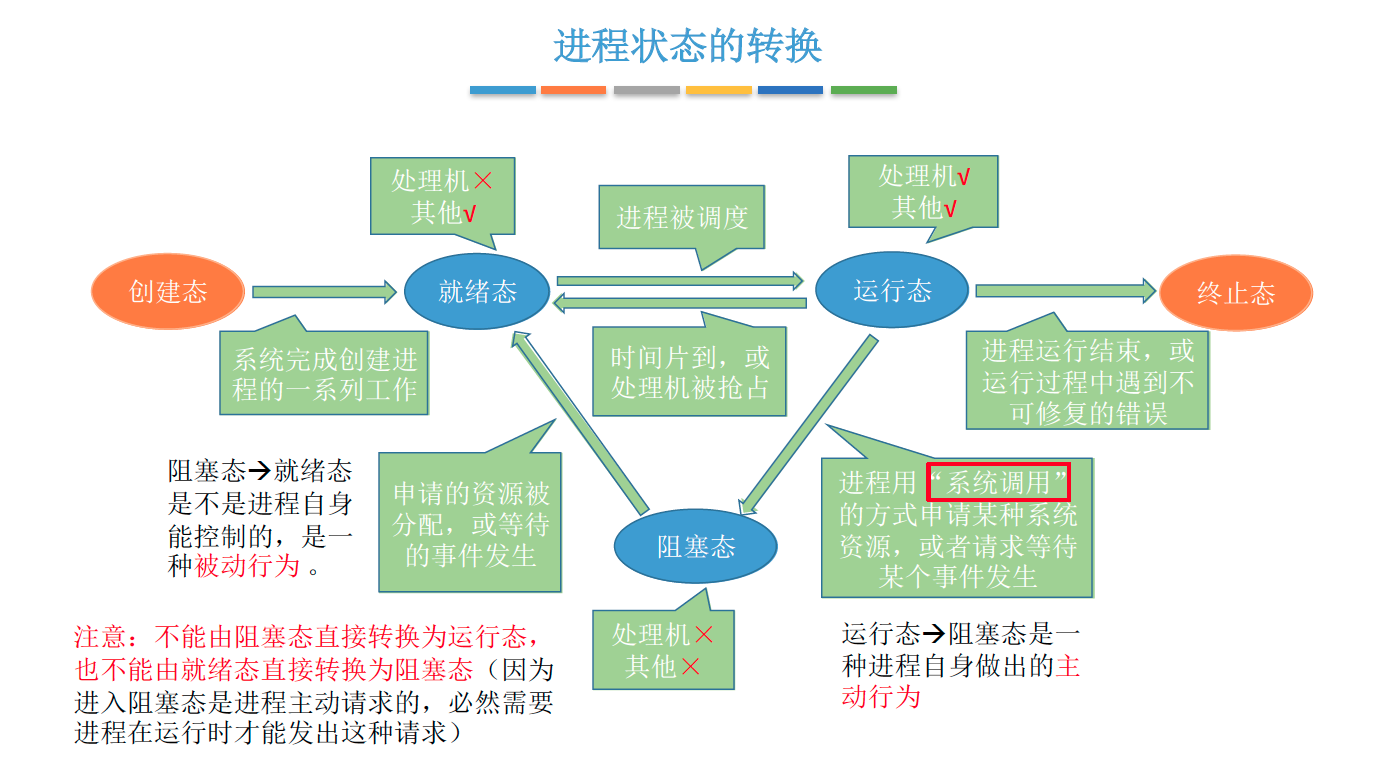 进程状态的转换
处理机×
其他√
进程被调度
处理机√
其他√
创建态
就绪态
运行态
终止态
系统完成创建进
程的一系列工作
时间片到，或
处理机被抢占
进程运行结束，或
运行过程中遇到不
可修复的错误
阻塞态→就绪态
是不是进程自身
能控制的，是一
种被动行为。
申请的资源被
分配，或等待
的事件发生
进程用“系统调用”
的方式申请某种系统
资源，或者请求等待
某个事件发生
阻塞态
处理机×
其他×
注意：不能由阻塞态直接转换为运行态，
也不能由就绪态直接转换为阻塞态（因为
进入阻塞态是进程主动请求的，必然需要
进程在运行时才能发出这种请求）
运行态→阻塞态是一
种进程自身做出的主
动行为